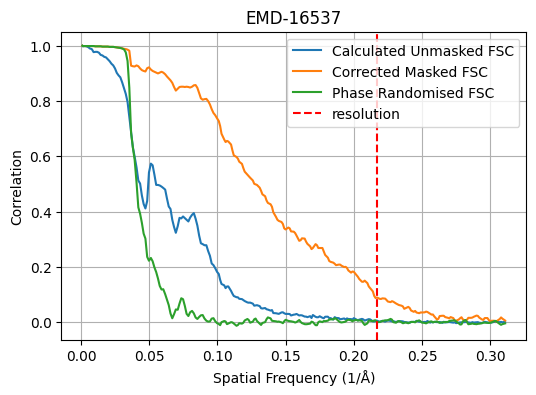 EMD-16537
Calculated Unmasked FSC
Corrected Masked FSC
Phase Randomised FSC
resolution
Correlation
1.0
0.8
0.6
0.4
0.2
0.0
0.00 0.05 0.10 0.15 0.20 0.25 0.30
Spatial Frequency (1/Å)